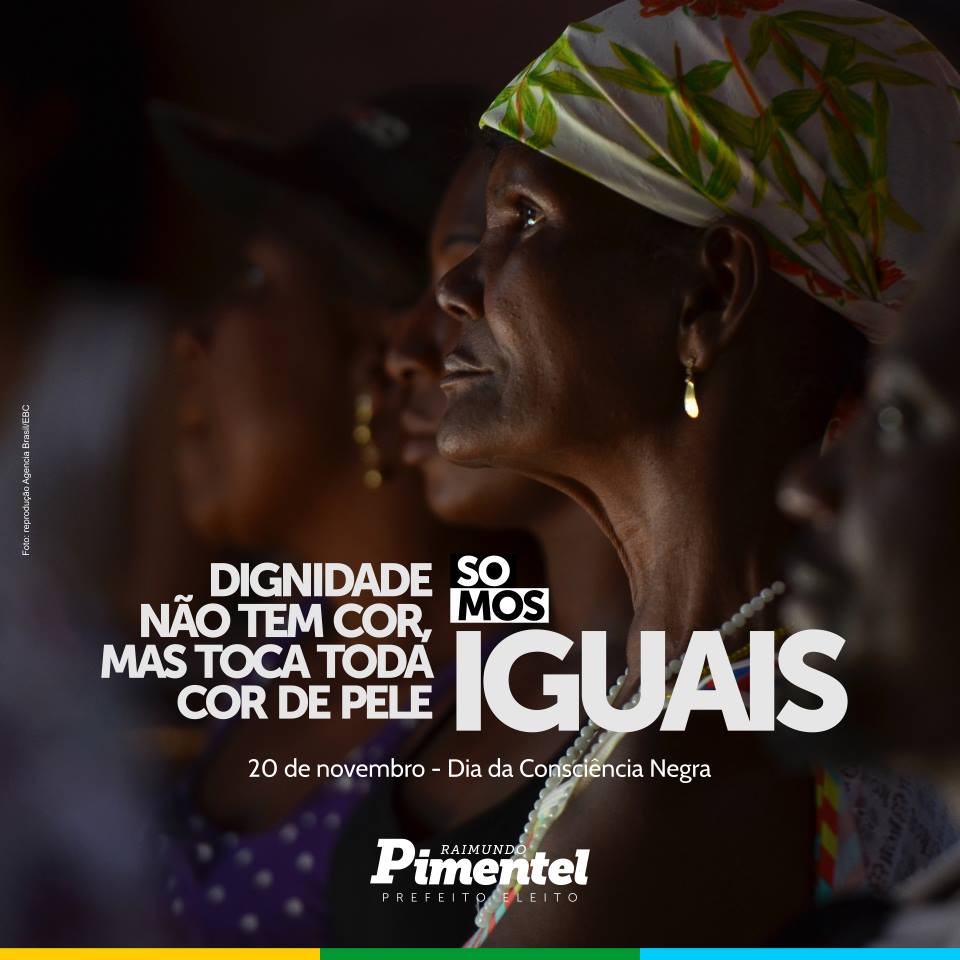 DIGNIDADE
NÃO TEM COR,
MAS TOCA TODA
COR DE PELE
SO
MOS
IGUAIS
20 de novembro - Dia da Consciência Negra
RAIMUNDO
Pimentel
PREFEITO ELEITO
Foto: reprodução Agencia Brasil/EBC